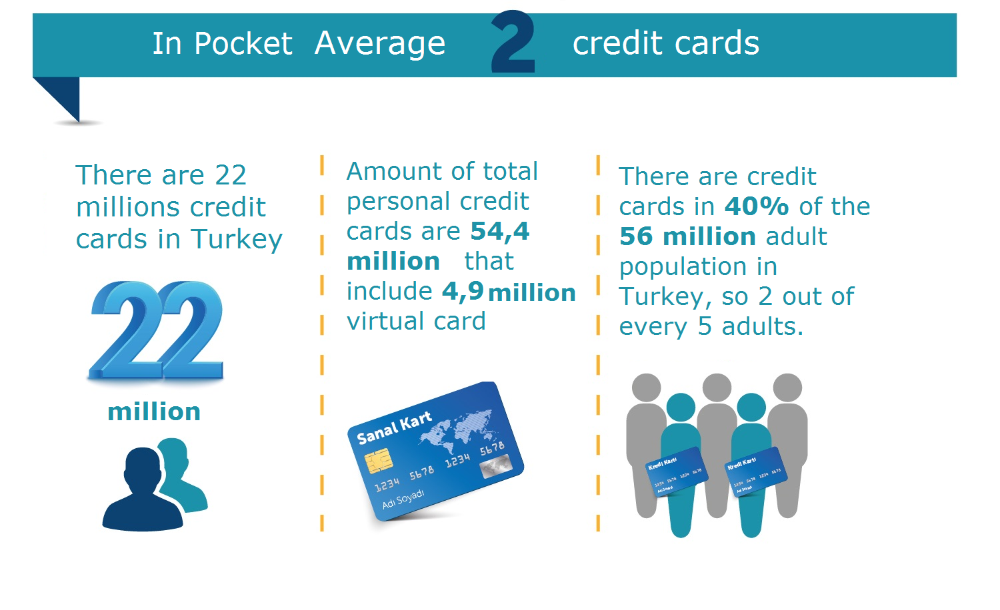 In Pocket Average 2 credit cards
There are 22
millions credit
cards in Turkey
22
million
Amount of total
personal credit
cards are 54,4
million that
include 4,9 million
virtual card
Sanal Kart
1234 5678 1234 5678
Adı Soyadı
There are credit
cards in 40% of the
56 million adult
population in
Turkey, so 2 out of
every 5 adults.
Kredi Kartı
1234 5678 1234 5678
Adı Soyadı
Kredi Kartı
1234 5678 1234 5678
Adı Soyadı